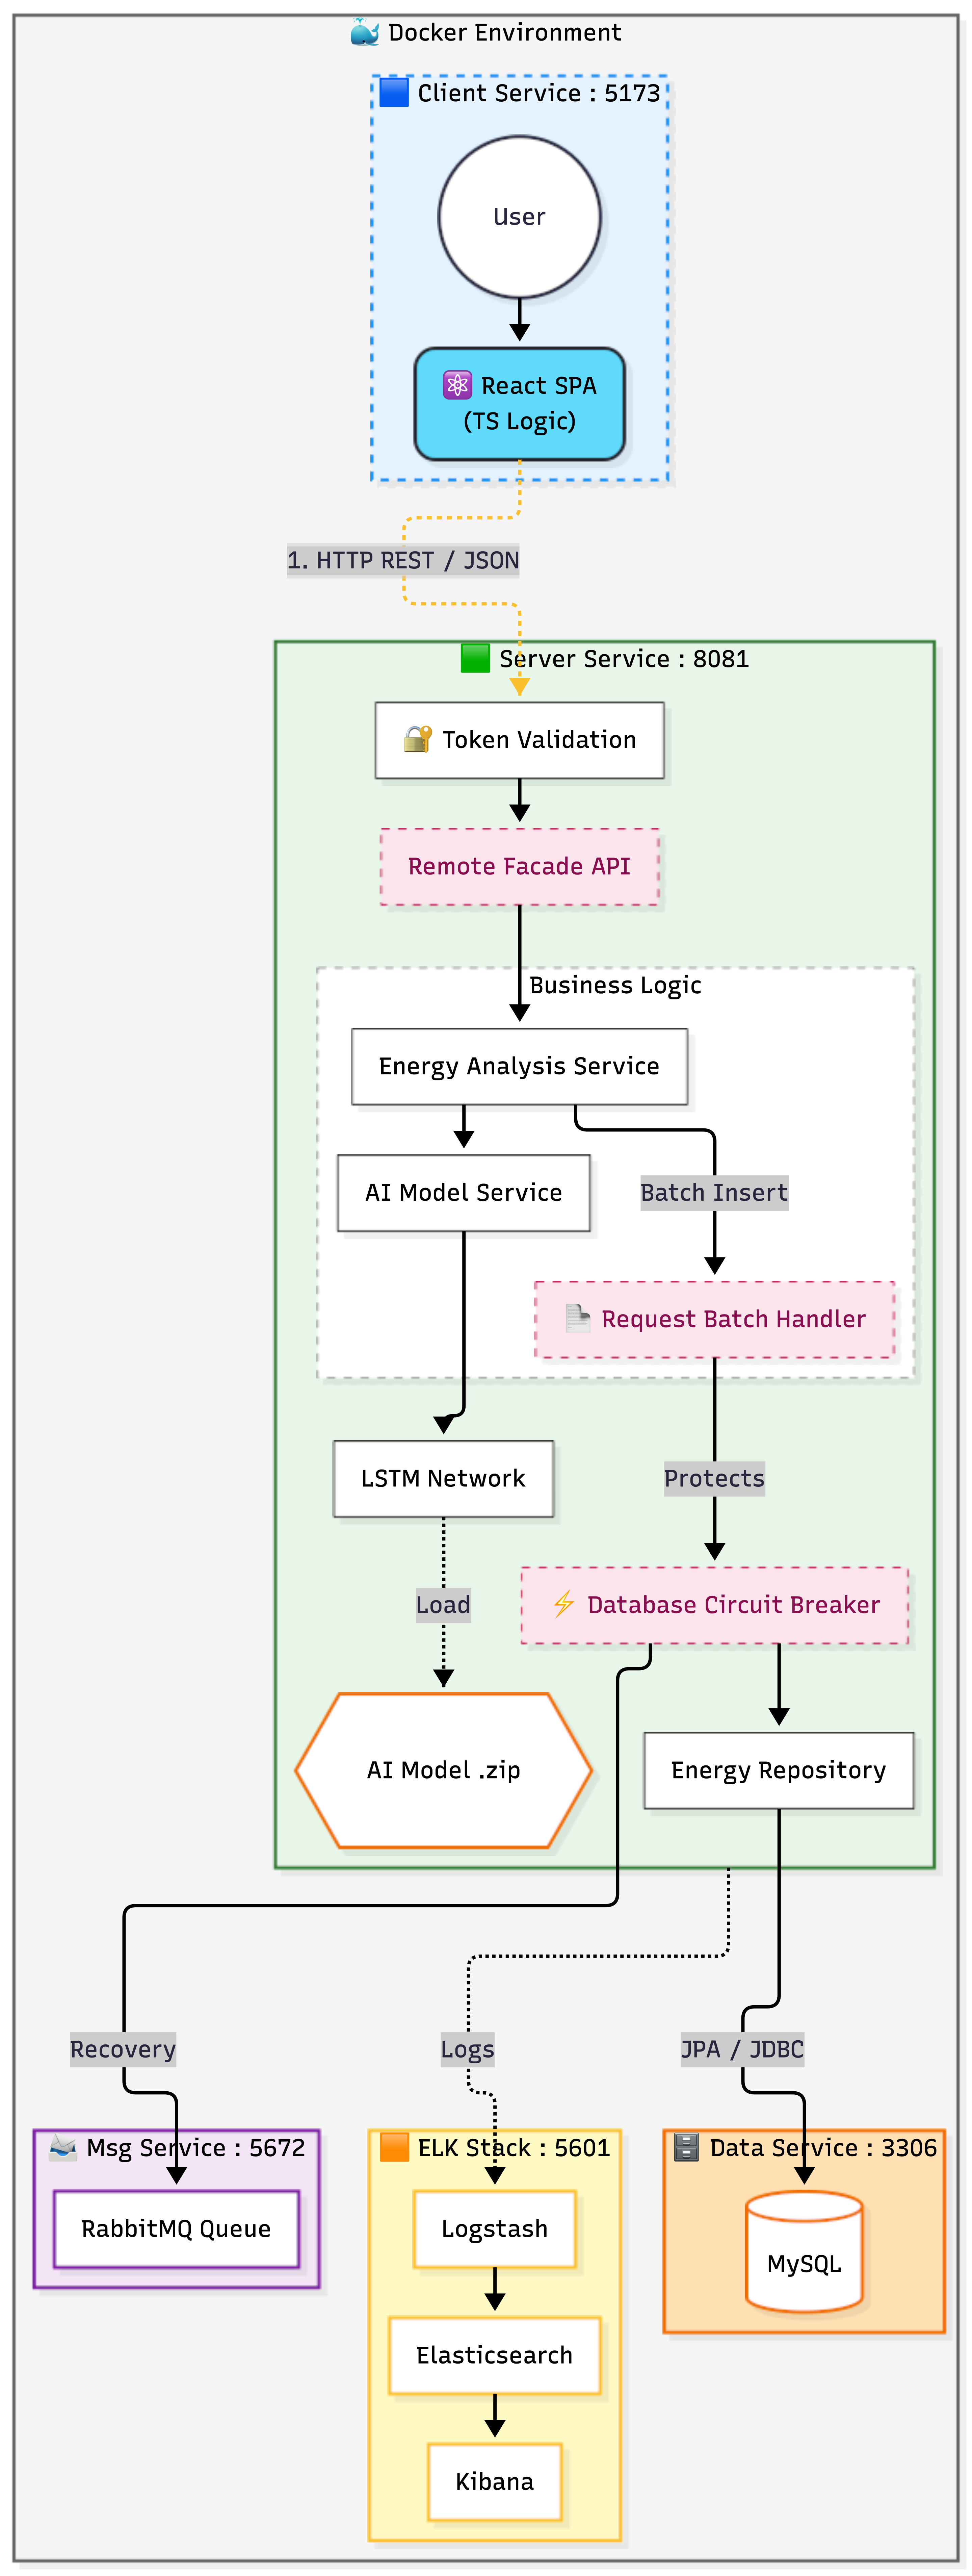 Docker Environment
Client Service : 5173
User
React SPA
(TS Logic)
1. HTTP REST / JSON
Server Service : 8081
Token Validation
Remote Facade API
Business Logic
Energy Analysis Service
AI Model Service
Batch Insert
Request Batch Handler
LSTM Network
Protects
Load
Database Circuit Breaker
AI Model .zip
Energy Repository
Recovery
Logs
JPA / JDBC
Msg Service : 5672
ELK Stack : 5601
Data Service : 3306
RabbitMQ Queue
Logstash
MySQL
Elasticsearch
Kibana